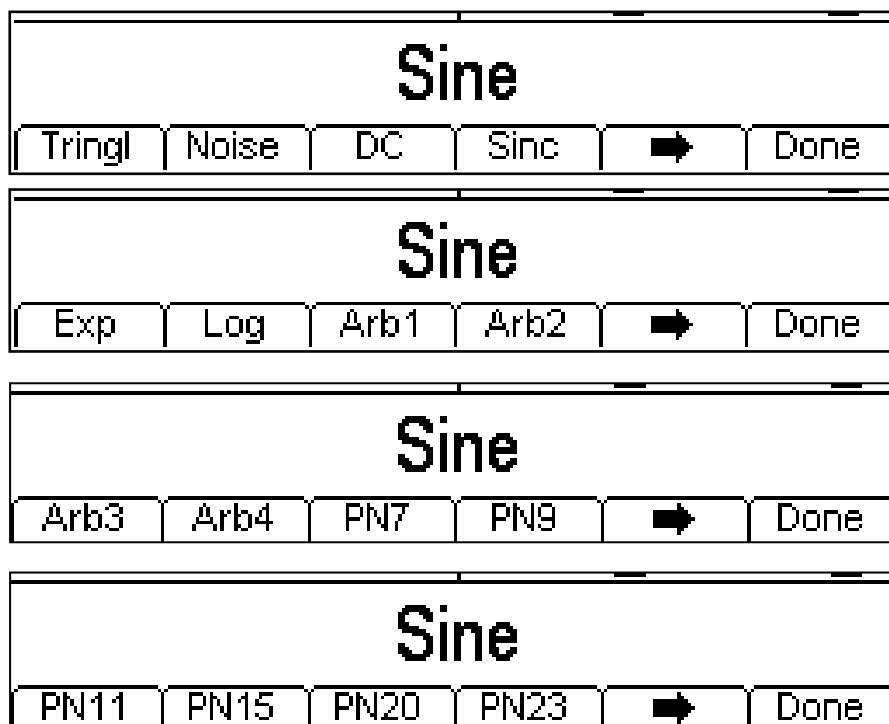 Sine
Tringl Noise DC Sinc ➡ Done
Sine
Exp Log Arb1 Arb2 ➡ Done
Sine
Arb3 Arb4 PN7 PN9 ➡ Done
Sine
PN11 PN15 PN20 PN23 ➡ Done